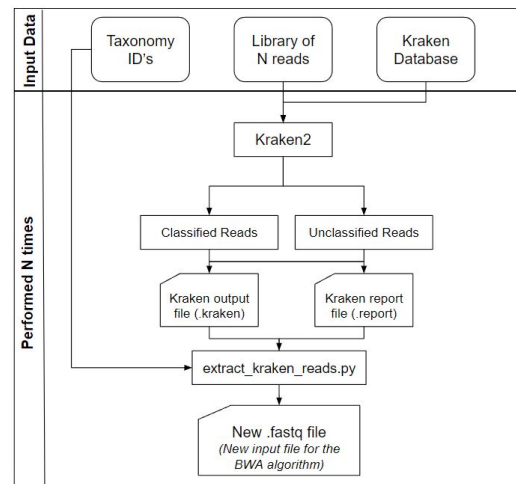 Input Data
Taxonomy
ID's
Library of
N reads
Kraken
Database
Performed N times
Kraken2
Classified Reads
Unclassified Reads
Kraken output
file (.kraken)
Kraken report
file (.report)
extract_kraken_reads.py
New .fastq file
(New input file for the
BWA algorithm)